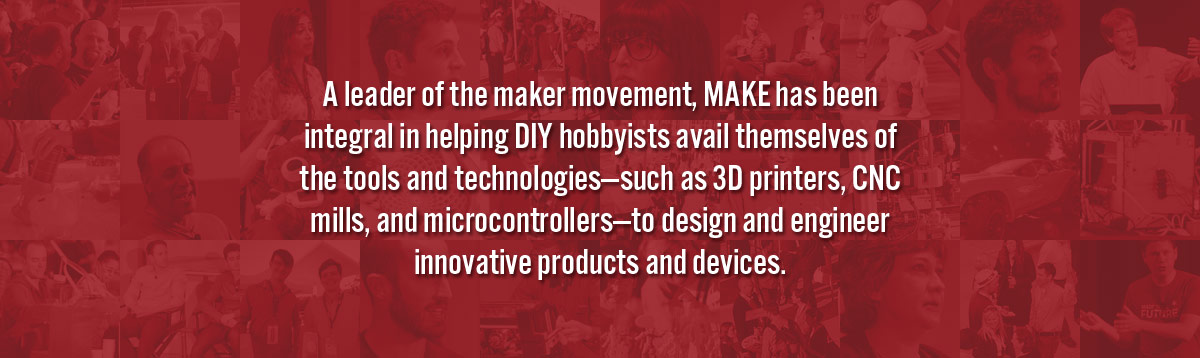 A leader of the maker movement, MAKE has been
integral in helping DIY hobbyists avail themselves of
the tools and technologies—such as 3D printers, CNC
mills, and microcontrollers—to design and engineer
innovative products and devices.
FUTURE